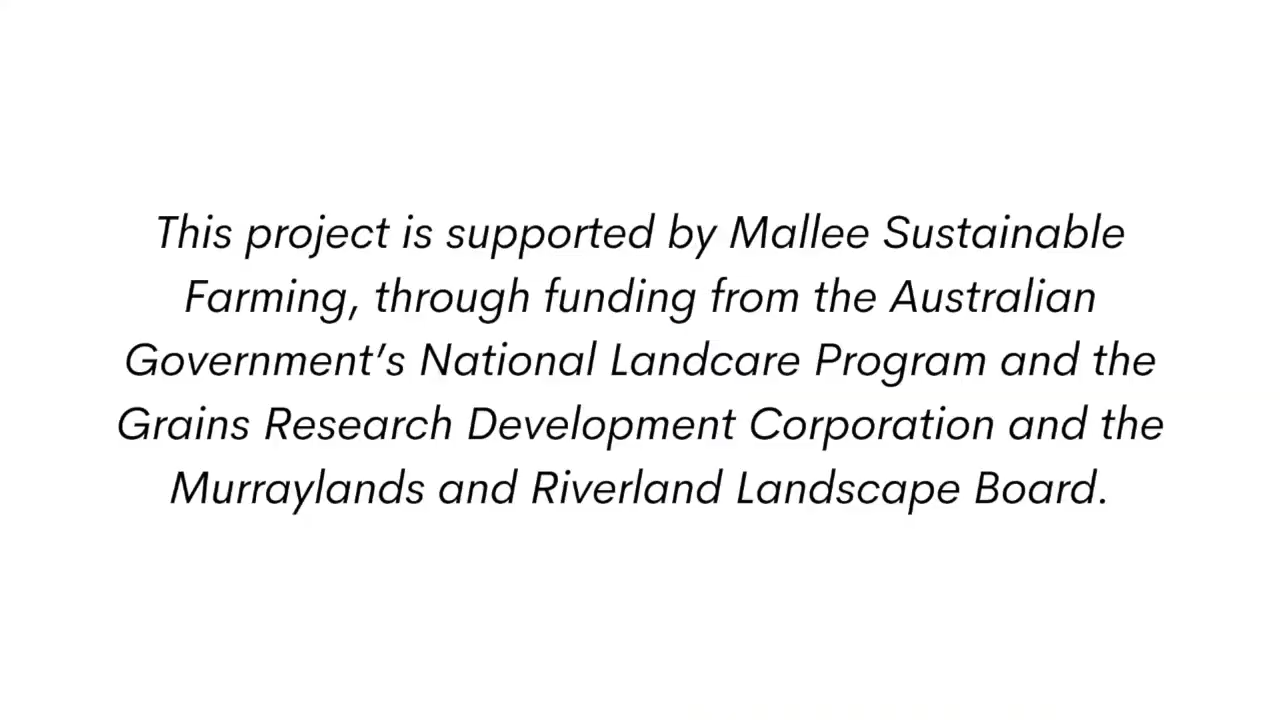 This project is supported by Mallee Sustainable
Farming, through funding from the Australian
Government’s National Landcare Program and the
Grains Research Development Corporation and the
Murraylands and Riverland Landscape Board.